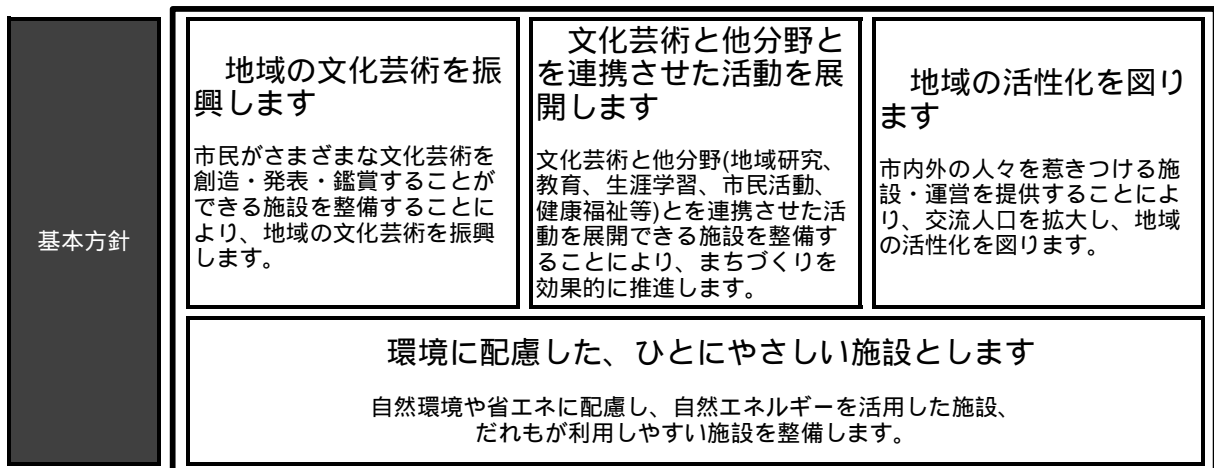 基本方針
地域の文化芸術を振
興します
市民がさまざまな文化芸術を
創造・発表・鑑賞することが
できる施設を整備することに
より、地域の文化芸術を振興
します。
文化芸術と他分野と
を連携させた活動を展
開します
文化芸術と他分野(地域研究、
教育、生涯学習、市民活動、
健康福祉等)とを連携させた活
動を展開できる施設を整備す
ることにより、まちづくりを
効果的に推進します。
地域の活性化を図り
ます
市内外の人々を惹きつける施
設・運営を提供することによ
り、交流人口を拡大し、地域
の活性化を図ります。
環境に配慮した、ひとにやさしい施設とします
自然環境や省エネに配慮し、自然エネルギーを活用した施設、
だれもが利用しやすい施設を整備します。